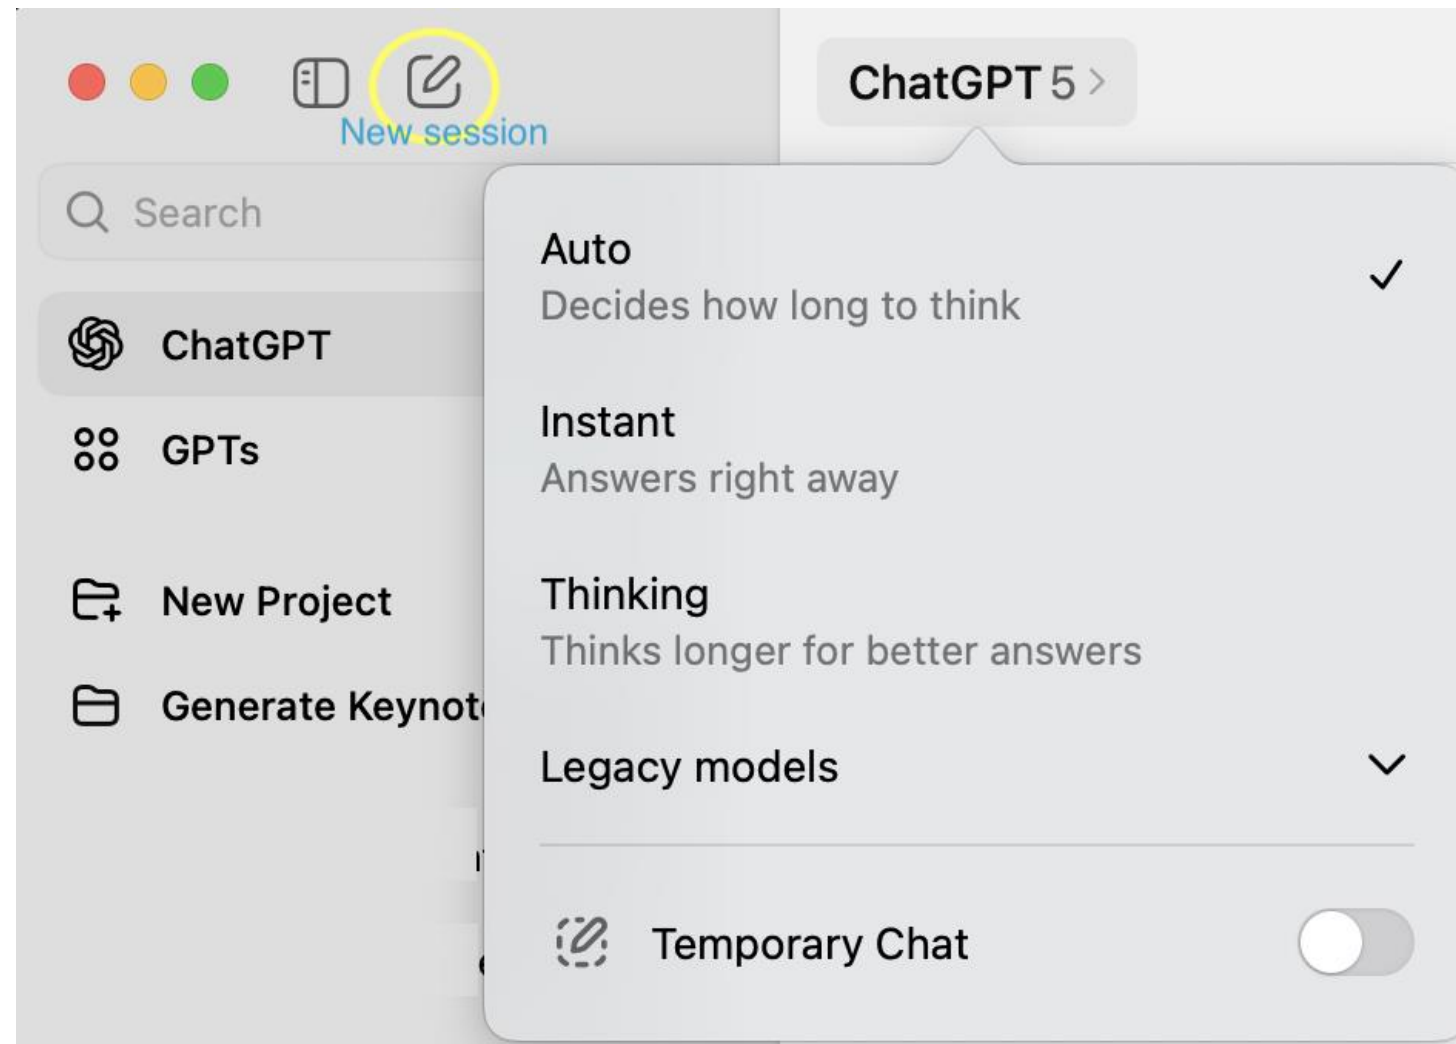 ChatGPT 5
New session
Search
ChatGPT
GPTs
New Project
Generate Keynot
Auto
Decides how long to think
Instant
Answers right away
Thinking
Thinks longer for better answers
Legacy models
Temporary Chat